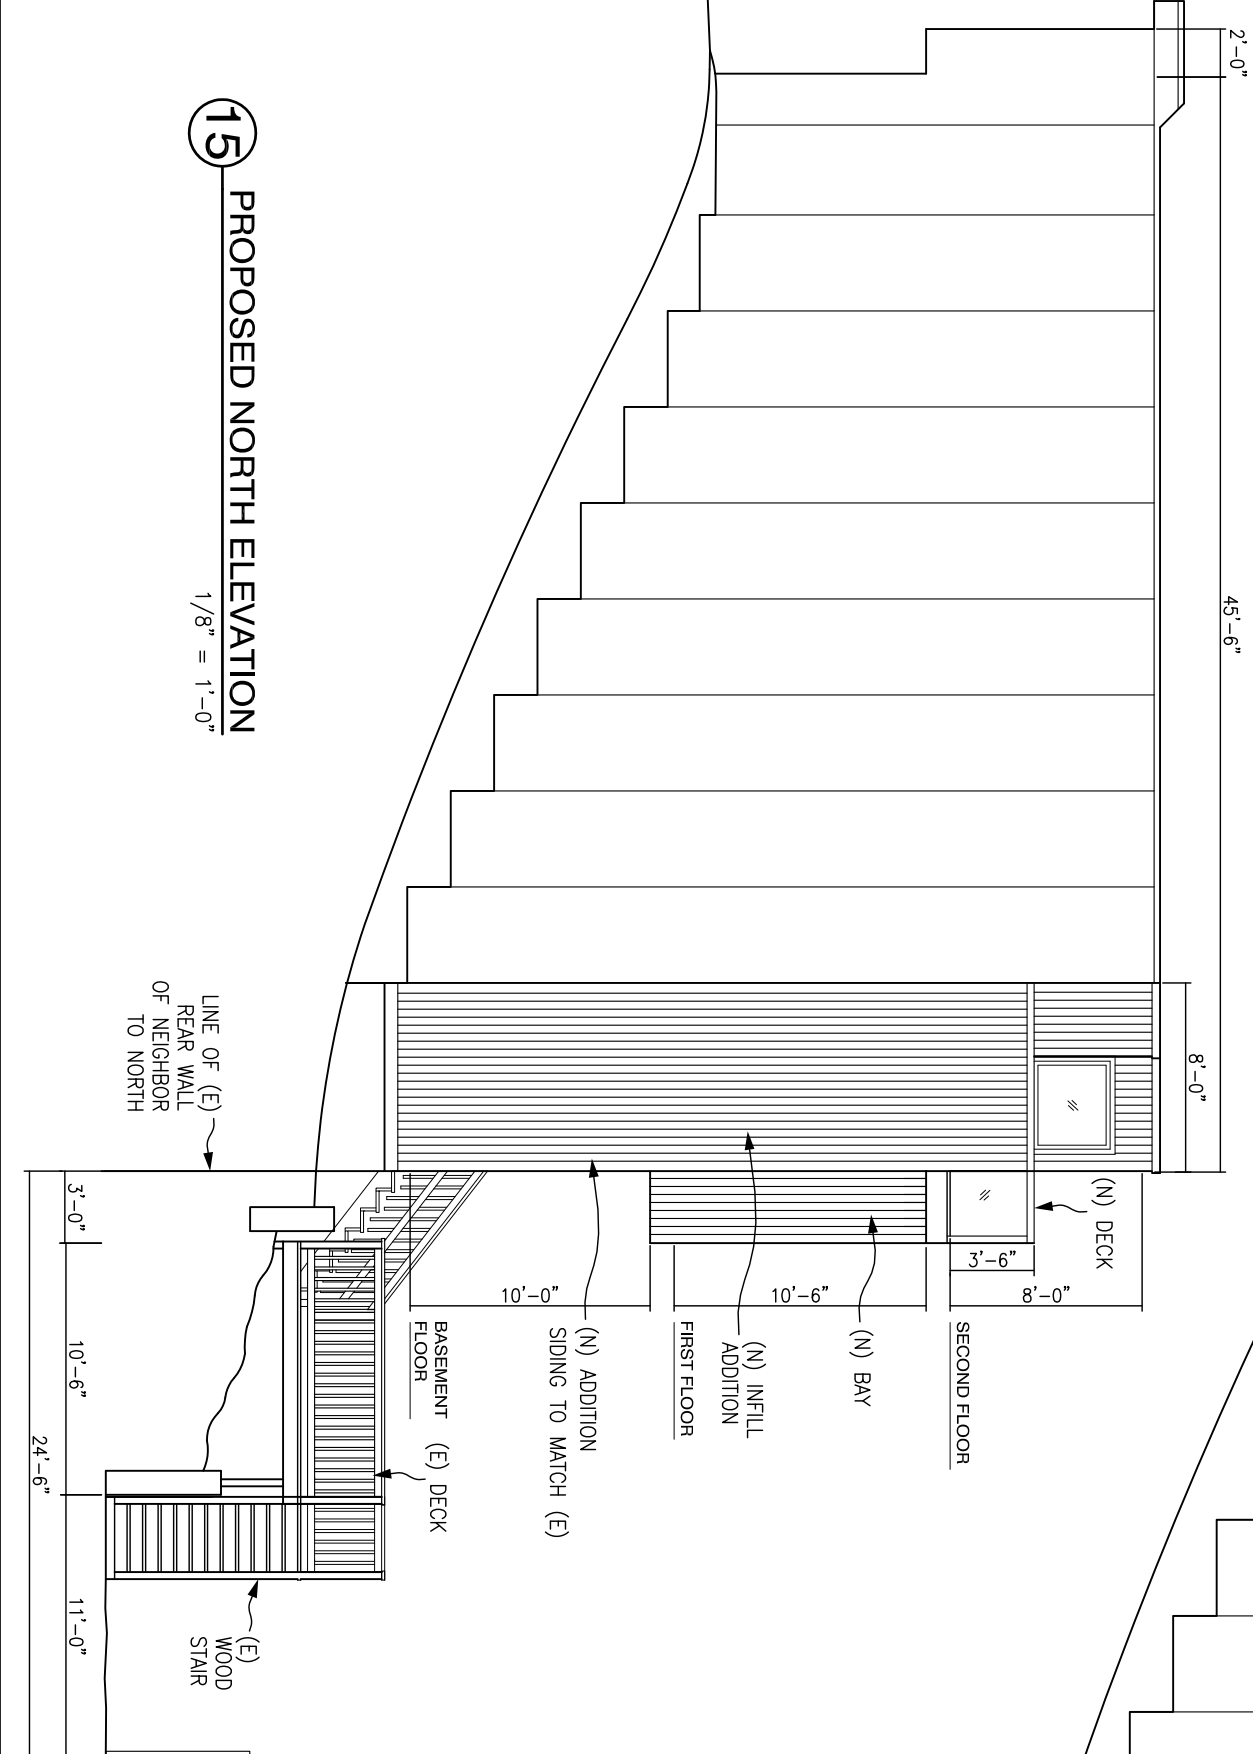 2'-0"
45'-6"
8'-0"
(N) DECK
3'-6"
8'-0"
SECOND FLOOR
10'-6"
(N) BAY
(N) INFILL
ADDITION
FIRST FLOOR
10'-0"
(N) ADDITION
SIDING TO MATCH (E)
BASEMENT
FLOOR
(E) DECK
LINE OF (E)
REAR WALL
OF NEIGHBOR
TO NORTH
(E)
WOOD
STAIR
3'-0"
10'-6"
11'-0"
24'-6"
15
PROPOSED NORTH ELEVATION
1/8" = 1'-0"